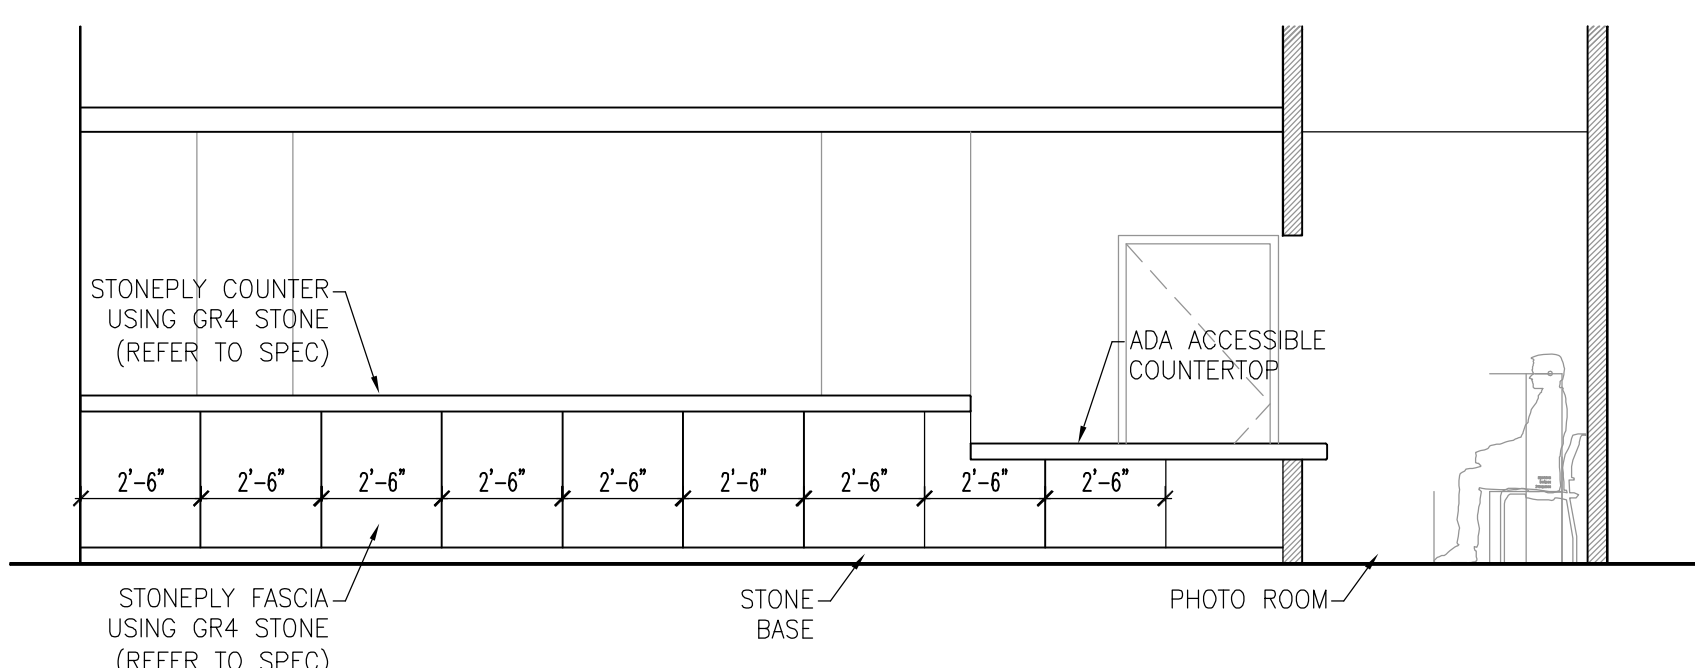 STONEPLY COUNTER
USING GR4 STONE
(REFER TO SPEC)
ADA ACCESSIBLE
COUNTERTOP
2'-6" 2'-6" 2'-6" 2'-6" 2'-6" 2'-6" 2'-6" 2'-6" 2'-6"
STONEPLY FASCIA
USING GR4 STONE
(REFER TO SPEC)
STONE
BASE
PHOTO ROOM